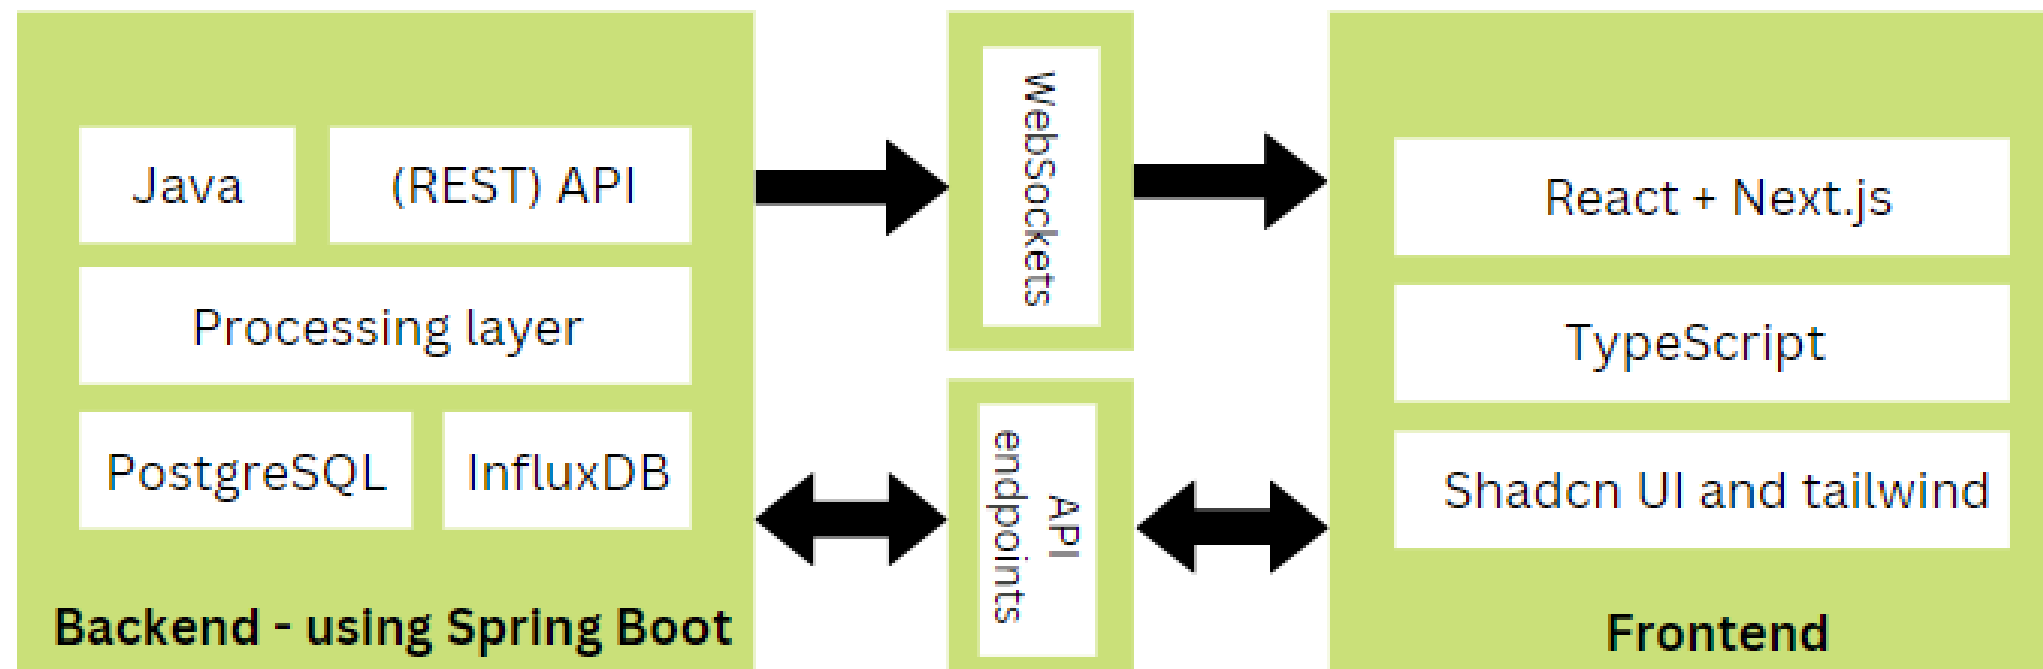 Java
(REST) API
Processing layer
PostgreSQL
InfluxDB
Backend - using Spring Boot
WebSockets
API
endpoints
React + Next.js
TypeScript
Shadcn UI and tailwind
Frontend